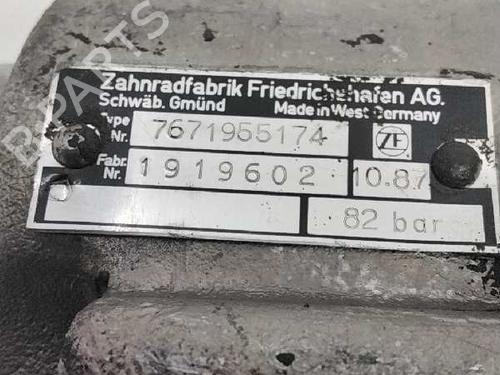 Zahnradfabrik Friedrichshafen AG.
Schwäb. Gmünd Made in West Germany
Type Nr. 7671955174 ZF
Fabr. Nr. 1919602 10.87
82 bar
B-PARTS